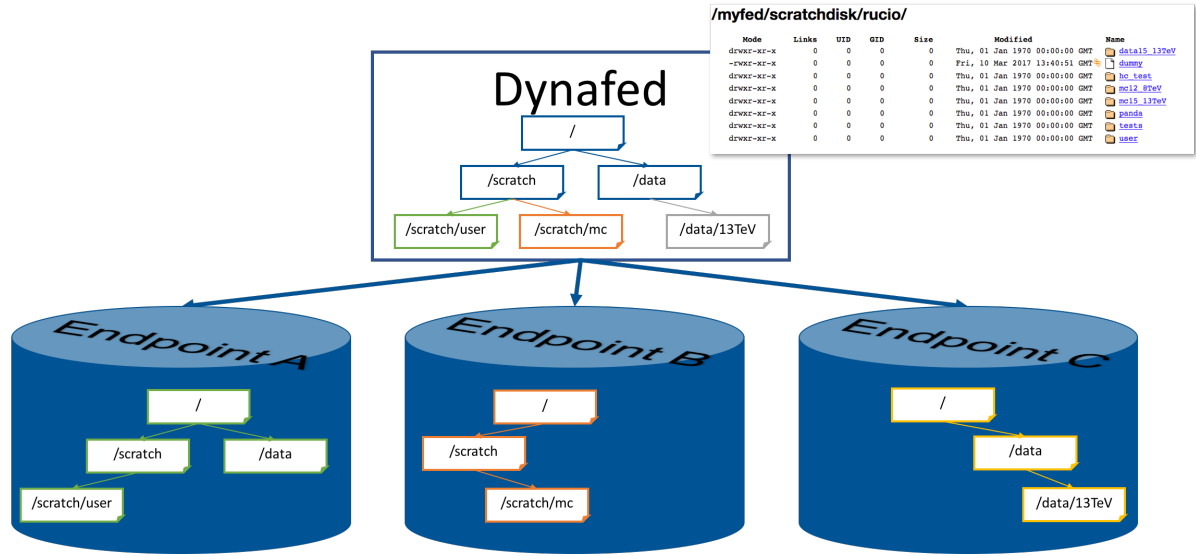 /myfed/scratchdisk/rucio/
Mode Links UID GID Size Modified Name
drwxr-xr-x 0 0 0 0 Thu, 01 Jan 1970 00:00:00 GMT data15_13TeV
-rwxr-xr-x 0 0 0 0 Fri, 10 Mar 2017 13:40:51 GMT dummy
drwxr-xr-x 0 0 0 0 Thu, 01 Jan 1970 00:00:00 GMT hc_test
drwxr-xr-x 0 0 0 0 Thu, 01 Jan 1970 00:00:00 GMT mc12_8TeV
drwxr-xr-x 0 0 0 0 Thu, 01 Jan 1970 00:00:00 GMT mc15_13TeV
drwxr-xr-x 0 0 0 0 Thu, 01 Jan 1970 00:00:00 GMT panda
drwxr-xr-x 0 0 0 0 Thu, 01 Jan 1970 00:00:00 GMT tests
drwxr-xr-x 0 0 0 0 Thu, 01 Jan 1970 00:00:00 GMT user
Dynafed
/
/scratch /data
/scratch/user /scratch/mc /data/13TeV
Endpoint A
/
/scratch /data
/scratch/user
Endpoint B
/
/scratch
/scratch/mc
Endpoint C
/
/data
/data/13TeV